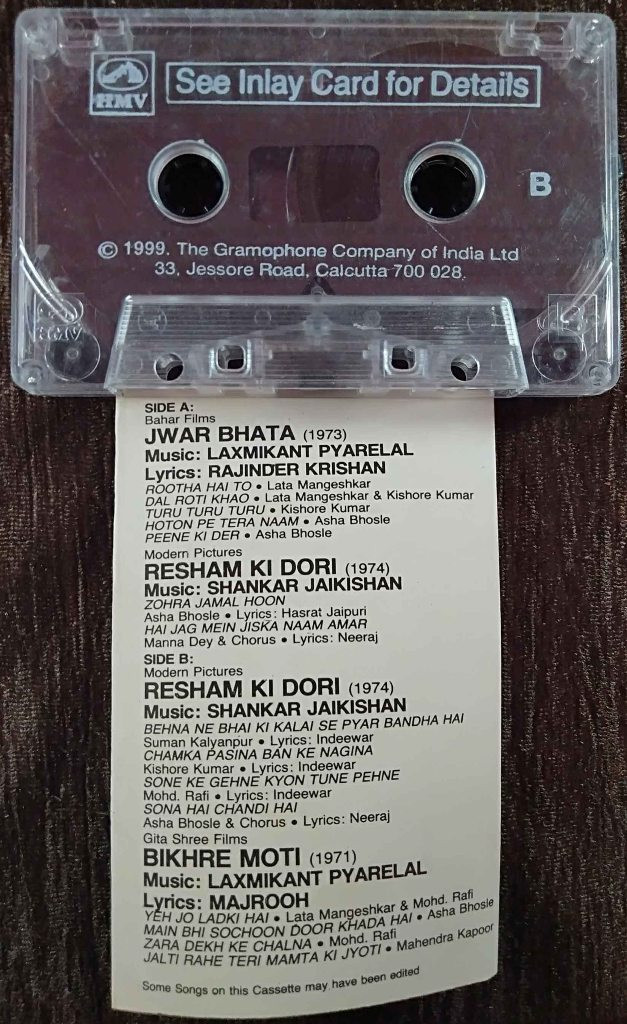 HMV
See Inlay Card for Details
B
© 1999. The Gramophone Company of India Ltd
33, Jessore Road, Calcutta 700 028.
HMV
SIDE A:
Bahar Films
JWAR BHATA (1973)
Music: LAXMIKANT PYARELAL
Lyrics: RAJINDER KRISHAN
ROOTHA HAI TO • Lata Mangeshkar
DAL ROTI KHAO • Lata Mangeshkar & Kishore Kumar
TURU TURU TURU • Kishore Kumar
HOTON PE TERA NAAM • Asha Bhosle
PEENE KI DER • Asha Bhosle
Modern Pictures
RESHAM KI DORI (1974)
Music: SHANKAR JAIKISHAN
ZOHRA JAMAL HOON
Asha Bhosle • Lyrics: Hasrat Jaipuri
HAI JAG MEIN JISKA NAAM AMAR
Manna Dey & Chorus • Lyrics: Neeraj
SIDE B:
Modern Pictures
RESHAM KI DORI (1974)
Music: SHANKAR JAIKISHAN
BEHNA NE BHAI KI KALAI SE PYAR BANDHA HAI
Suman Kalyanpur • Lyrics: Indeewar
CHAMKA PASINA BAN KE NAGINA
Kishore Kumar • Lyrics: Indeewar
SONE KE GEHNE KYON TUNE PEHNE
Mohd. Rafi • Lyrics: Indeewar
SONA HAI CHANDI HAI
Asha Bhosle & Chorus • Lyrics: Neeraj
Gita Shree Films
BIKHRE MOTI (1971)
Music: LAXMIKANT PYARELAL
Lyrics: MAJROOH
YEH JO LADKI HAI • Lata Mangeshkar & Mohd. Rafi
MAIN BHI SOCHOON DOOR KHADA HAI • Asha Bhosle
ZARA DEKH KE CHALNA • Mohd. Rafi
JALTI RAHE TERI MAMTA KI JYOTI • Mahendra Kapoor
Some Songs on this Cassette may have been edited